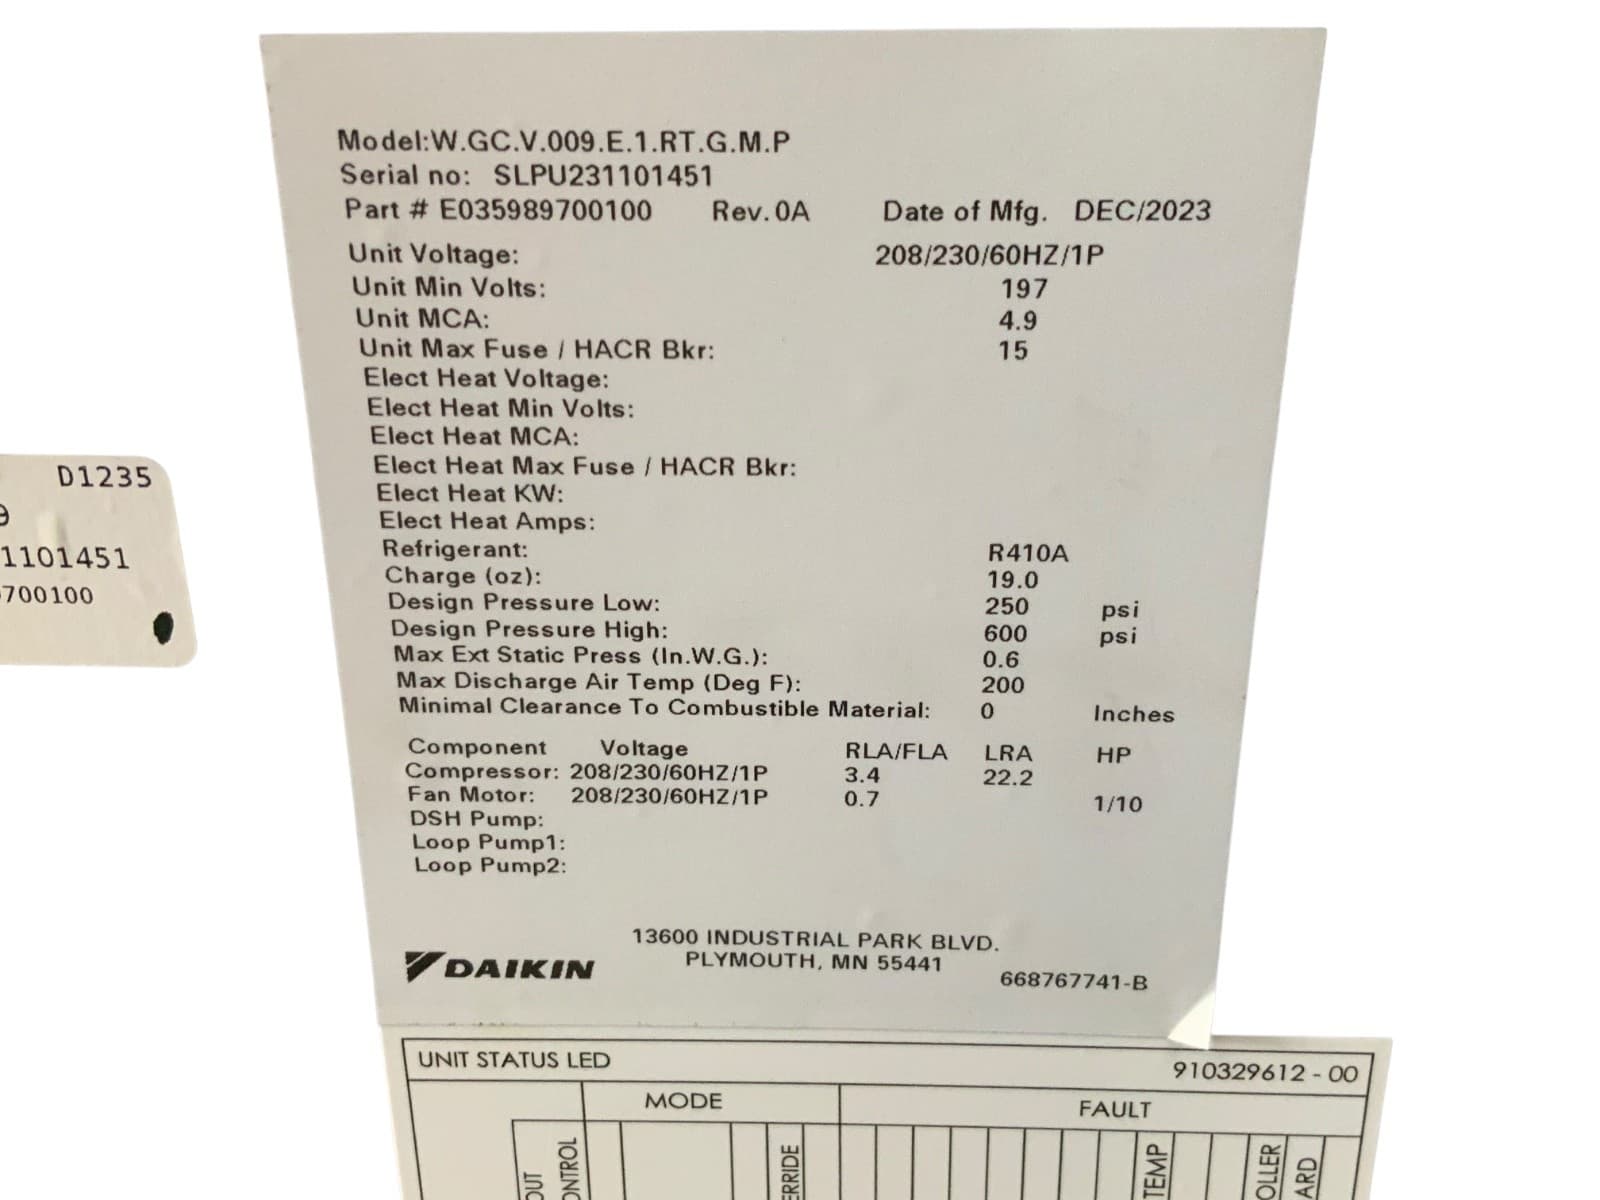 Model:W.GC.V.009.E.1.RT.G.M.P
Serial no: SLPU231101451
Part # E035989700100 Rev. 0A Date of Mfg. DEC/2023
Unit Voltage: 208/230/60HZ/1P
Unit Min Volts: 197
Unit MCA: 4.9
Unit Max Fuse / HACR Bkr: 15
Elect Heat Voltage:
Elect Heat Min Volts:
Elect Heat MCA:
Elect Heat Max Fuse / HACR Bkr:
Elect Heat KW:
Elect Heat Amps:
Refrigerant: R410A
Charge (oz): 19.0
Design Pressure Low: 250 psi
Design Pressure High: 600 psi
Max Ext Static Press (In.W.G.): 0.6
Max Discharge Air Temp (Deg F): 200
Minimal Clearance To Combustible Material: 0 Inches
Component Voltage RLA/FLA LRA HP
Compressor: 208/230/60HZ/1P 3.4 22.2
Fan Motor: 208/230/60HZ/1P 0.7 1/10
DSH Pump:
Loop Pump1:
Loop Pump2:
13600 INDUSTRIAL PARK BLVD.
PLYMOUTH, MN 55441
DAIKIN
668767741-B
D1235
9
1101451
700100
UNIT STATUS LED 910329612 - 00
MODE FAULT
OUT
ONTROL
ERRIDE
TEMP
OLLER
ARD